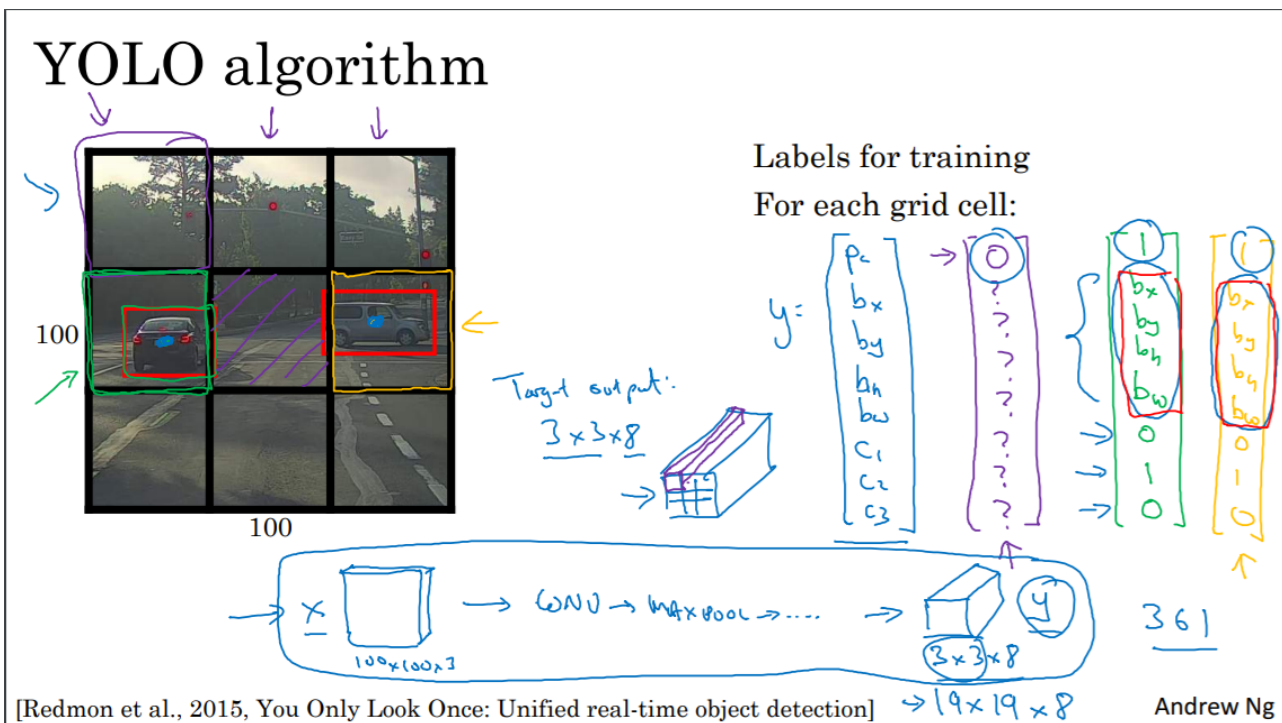 YOLO algorithm
Labels for training
For each grid cell:
y =
Pc
bx
by
bh
bw
C1
C2
C3
0
?
?
?
?
?
?
?
1
bx
by
bh
bw
0
1
0
1
bx
by
bh
bw
0
1
0
100
100
Target output:
3 x 3 x 8
x
100x100x3
CONV → MAXPOOL → .....
3 x 3 x 8
y
361
→ 19 x 19 x 8
[Redmon et al., 2015, You Only Look Once: Unified real-time object detection]
Andrew Ng